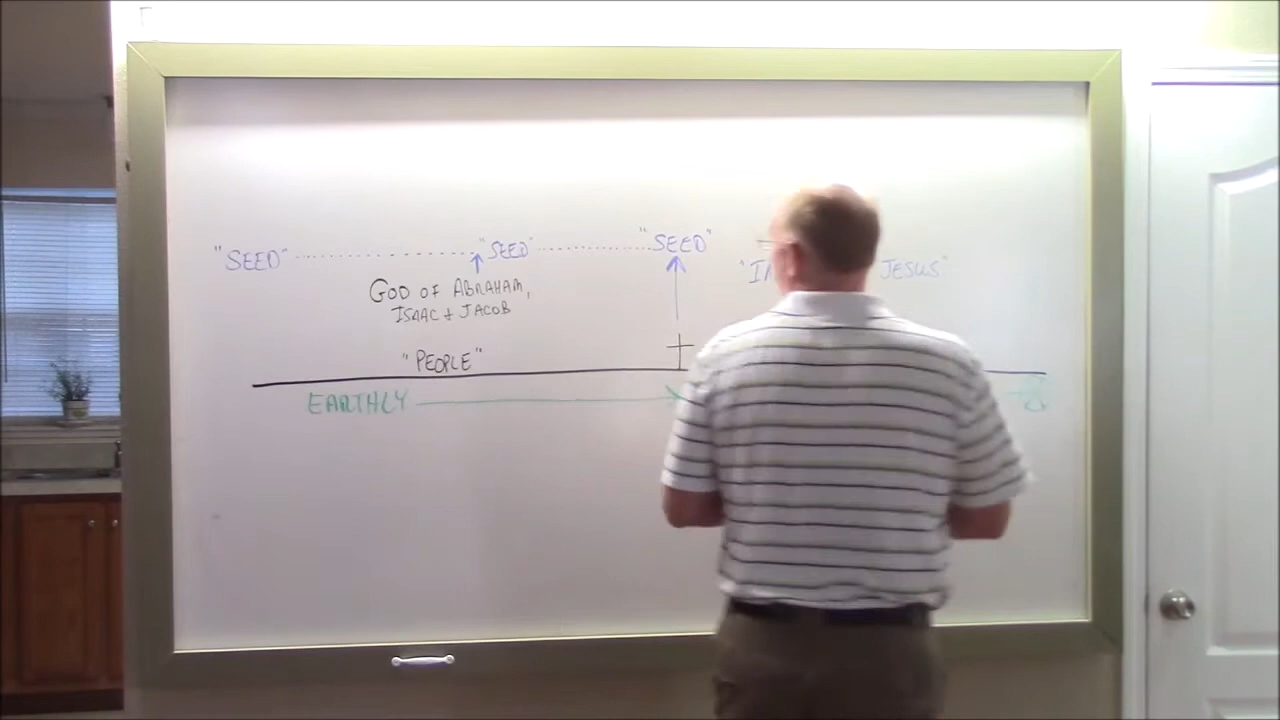 "SEED" "SEED" "SEED"
"I JESUS"
GOD OF ABRAHAM,
ISAAC + JACOB
"PEOPLE"
EARTHLY